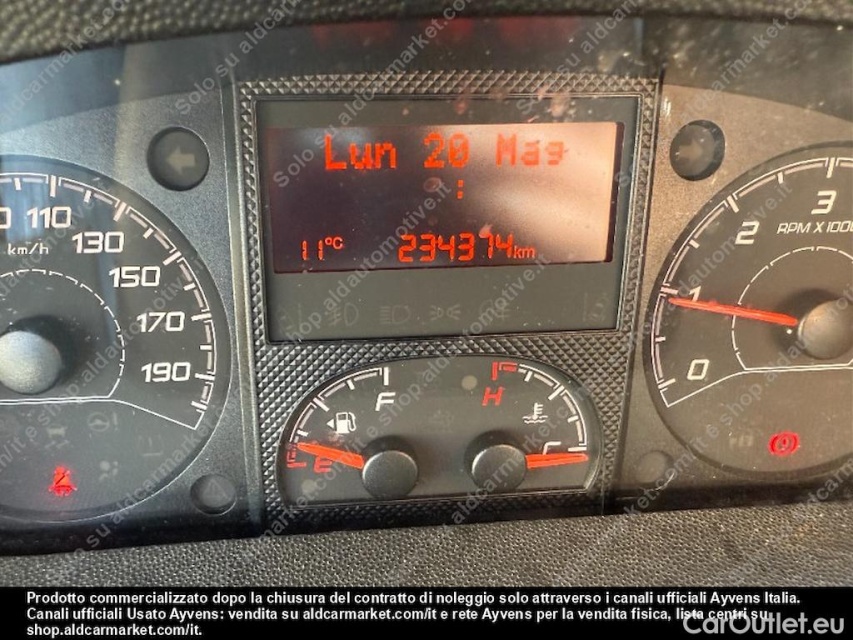 Lun 20 Mag
:
11°C 234374km
110 130 150 170 190
km/h
0 1 2 3
RPM X 100
F
E
H
C
Prodotto commercializzato dopo la chiusura del contratto di noleggio solo attraverso i canali ufficiali Ayvens Italia.
Canali ufficiali Usato Ayvens: vendita su aldcarmarket.com/it e rete Ayvens per la vendita fisica, lista centri su
shop.aldcarmarket.com/it.
CarOutlet.eu